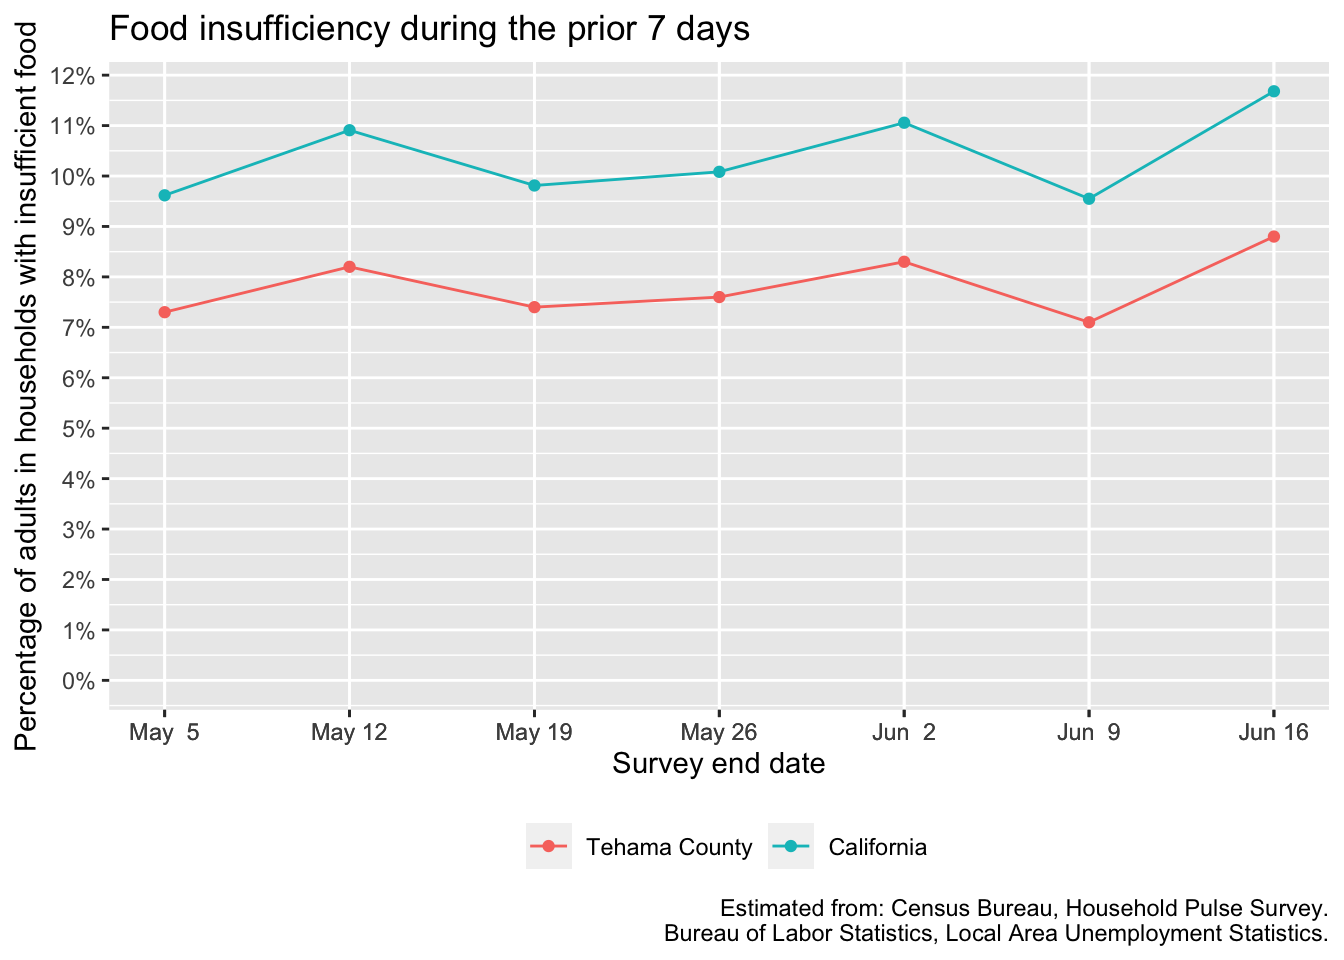 Food insufficiency during the prior 7 days
Percentage of adults in households with insufficient food
12%
11%
10%
9%
8%
7%
6%
5%
4%
3%
2%
1%
0%
May  5 May 12 May 19 May 26 Jun  2 Jun  9 Jun 16
Survey end date
Tehama County California
Estimated from: Census Bureau, Household Pulse Survey.
Bureau of Labor Statistics, Local Area Unemployment Statistics.